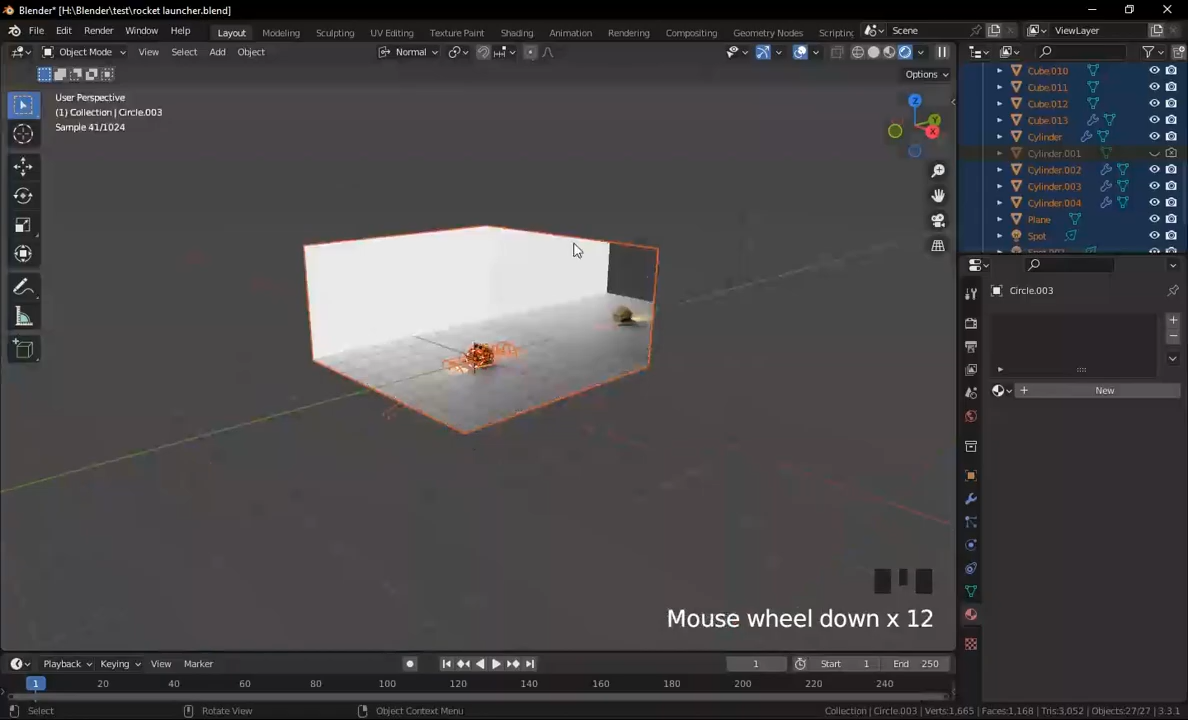 Blender* [H:\Blender\test\rocket launcher.blend]
File Edit Render Window Help Layout Modeling Sculpting UV Editing Texture Paint Shading Animation Rendering Compositing Geometry Nodes Scripting Scene ViewLayer
Object Mode View Select Add Object Normal
Options
User Perspective
(1) Collection | Circle.003
Sample 41/1024
Z
Y
X
Cube.010
Cube.011
Cube.012
Cube.013
Cylinder
Cylinder.001
Cylinder.002
Cylinder.003
Cylinder.004
Plane
Spot
Circle.003
New
Mouse wheel down x 12
Playback Keying View Marker 1 Start 1 End 250
1 20 40 60 80 100 120 140 160 180 200 220 240
Select Rotate View Object Context Menu Collection | Circle.003 | Verts:1,665 | Faces:1,168 | Tris:3,052 | Objects:27/27 | 3.3.1